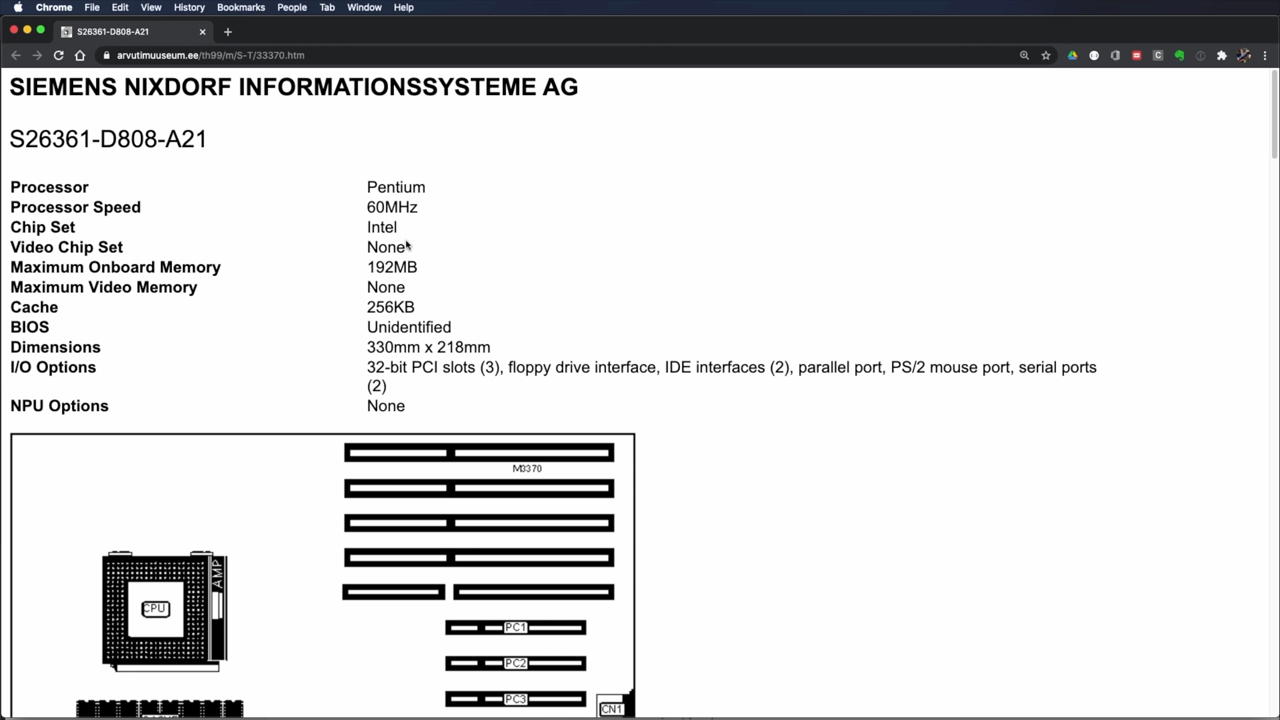 Chrome File Edit View History Bookmarks People Tab Window Help
S26361-D808-A21
arvutimuuseum.ee/th99/m/S-T/33370.htm
SIEMENS NIXDORF INFORMATIONSSYSTEME AG
S26361-D808-A21
Processor Pentium
Processor Speed 60MHz
Chip Set Intel
Video Chip Set None
Maximum Onboard Memory 192MB
Maximum Video Memory None
Cache 256KB
BIOS Unidentified
Dimensions 330mm x 218mm
I/O Options 32-bit PCI slots (3), floppy drive interface, IDE interfaces (2), parallel port, PS/2 mouse port, serial ports
(2)
NPU Options None
M3370
AMP
CPU
PC1
PC2
PC3
CN1